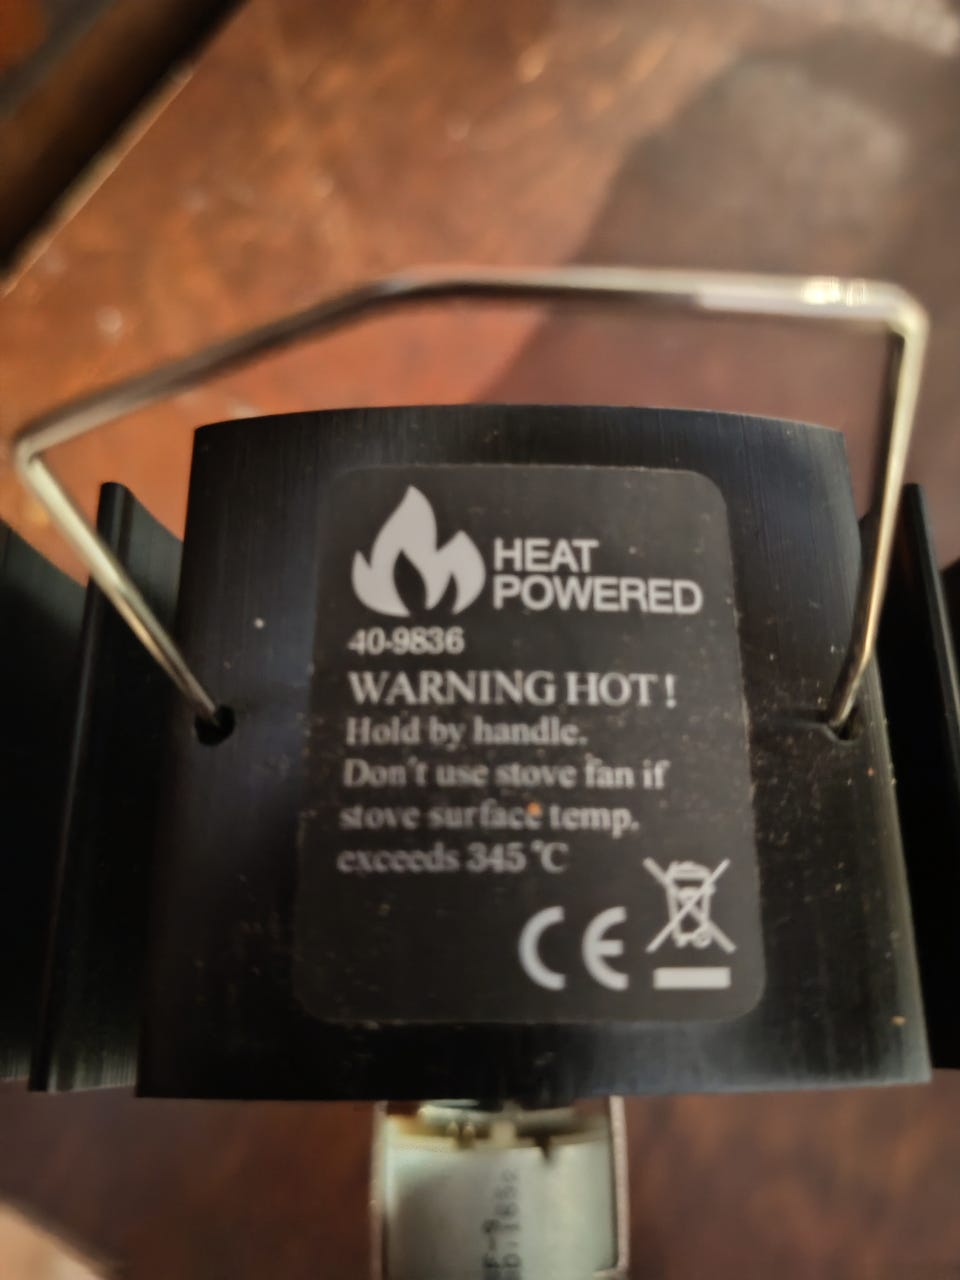 HEAT
POWERED
40-9836
WARNING HOT!
Hold by handle.
Don't use stove fan if
stove surface temp.
exceeds 345 °C
CE